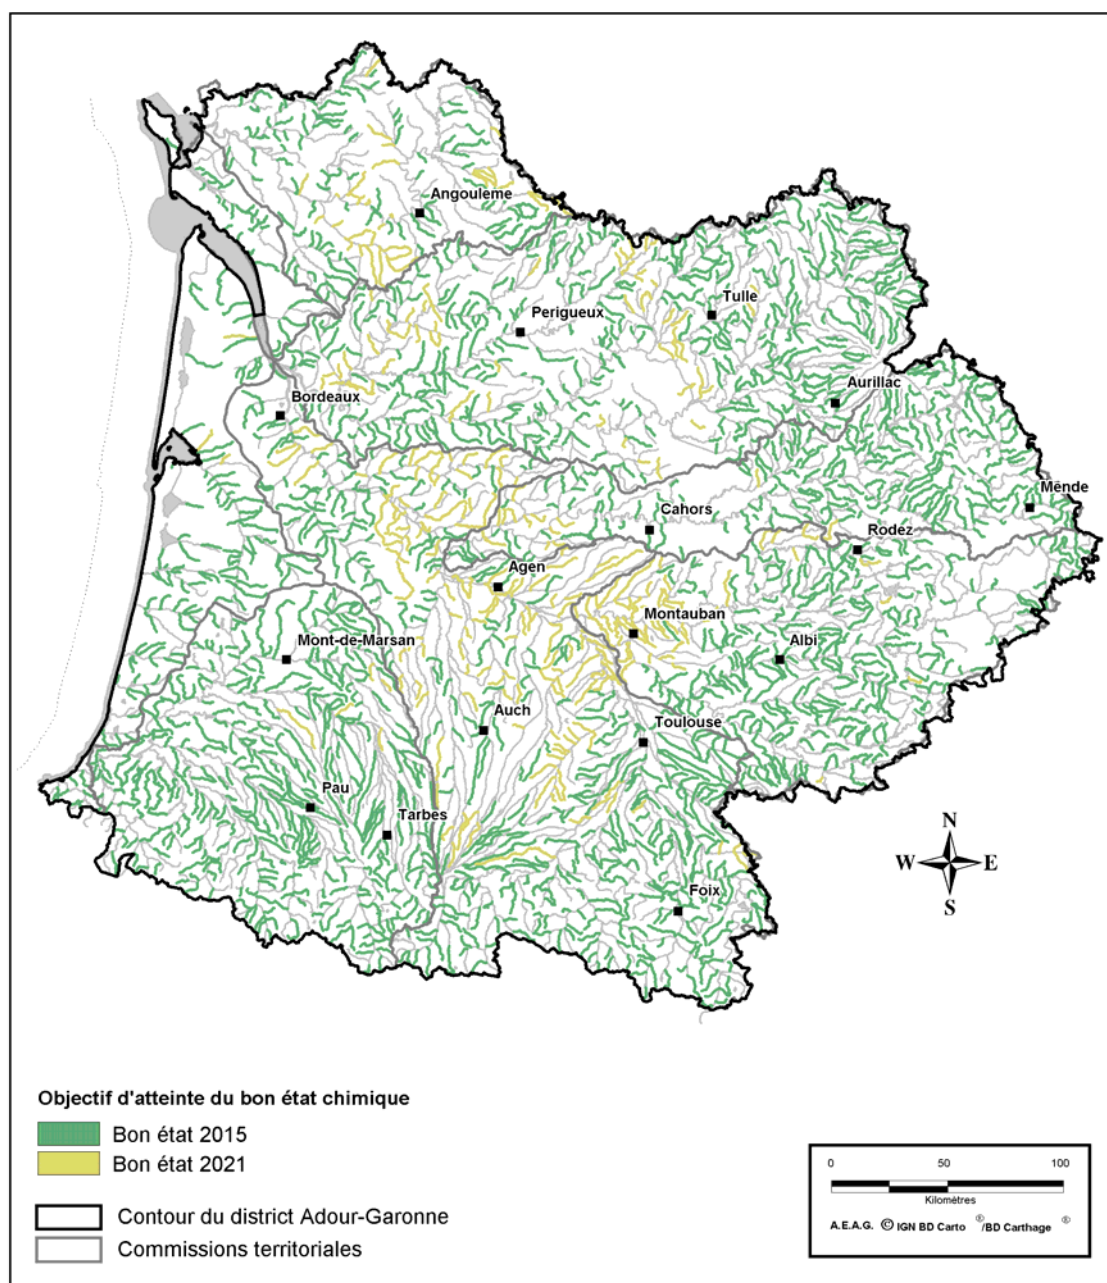 Angouleme
Perigueux
Tulle
Aurillac
Bordeaux
Mende
Cahors
Rodez
Agen
Montauban
Mont-de-Marsan
Albi
Auch
Toulouse
Pau
Tarbes
Foix
N
W E
S
Objectif d'atteinte du bon état chimique
Bon état 2015
Bon état 2021
Contour du district Adour-Garonne
Commissions territoriales
0 50 100
Kilomètres
A.E.A.G. © IGN BD Carto ® /BD Carthage ®